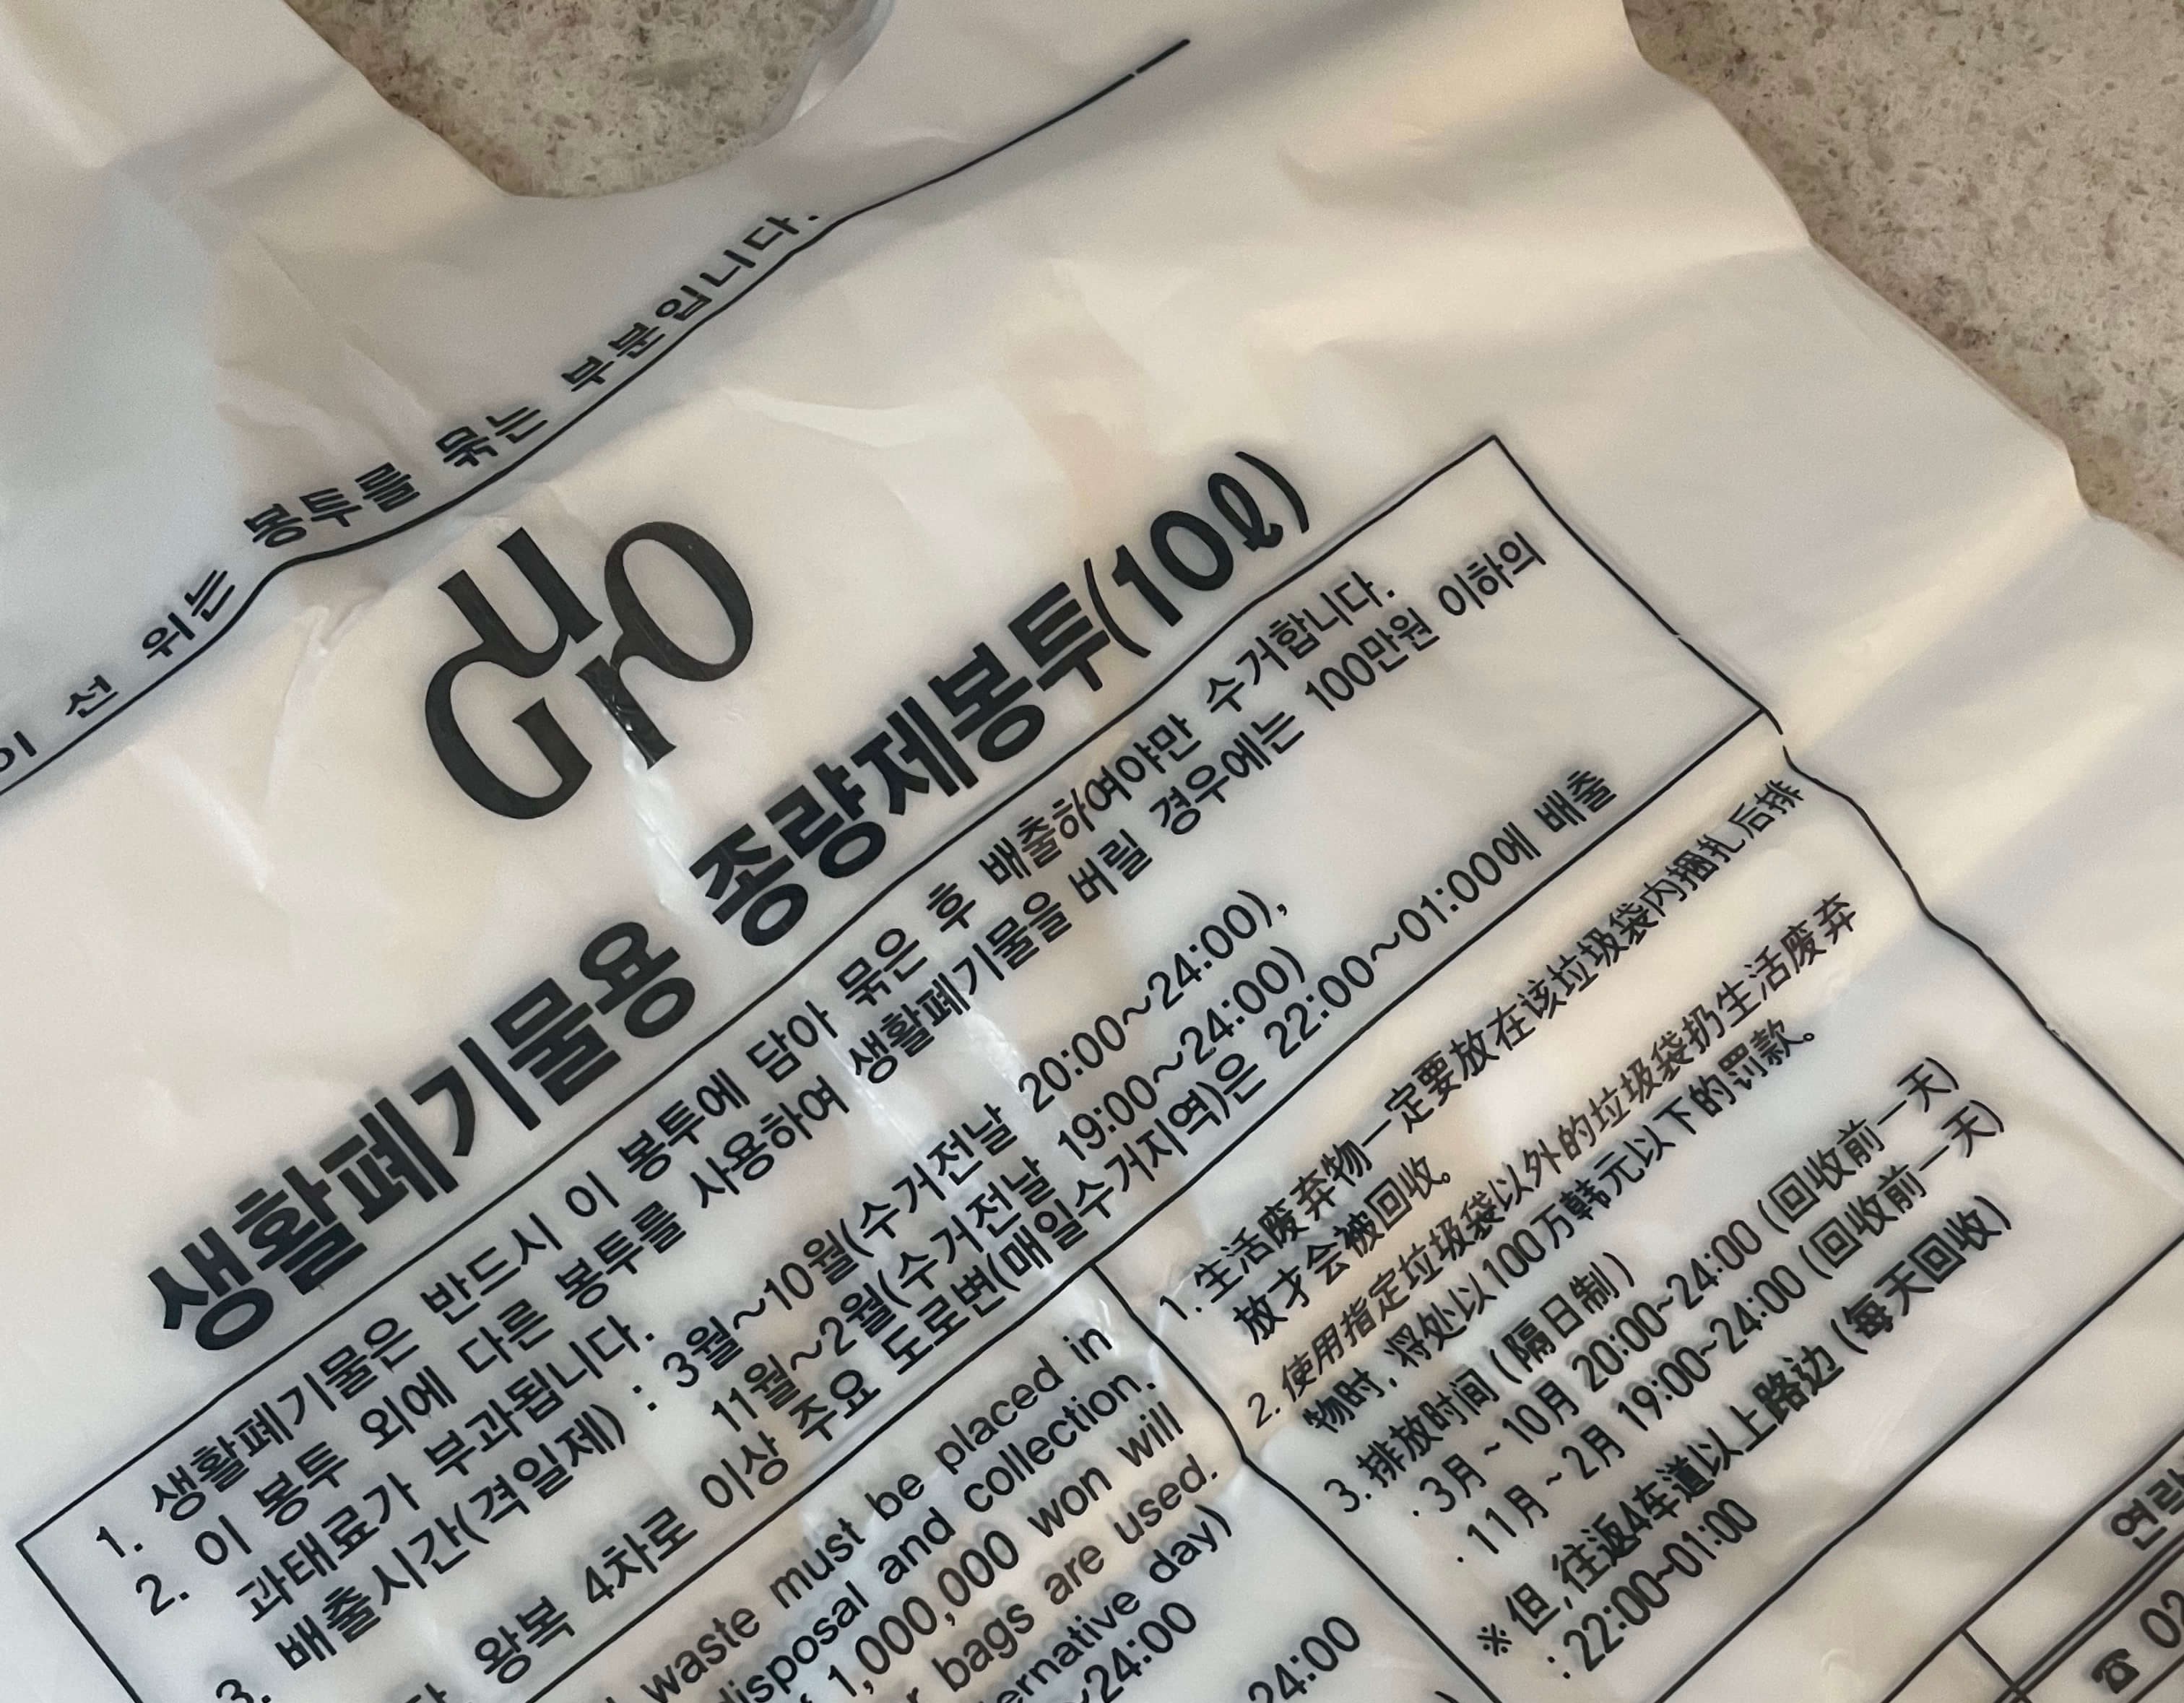 이 선 위는 봉투를 묶는 부분입니다.
GurO
생활폐기물용 종량제봉투(10ℓ)
1. 생활폐기물은 반드시 이 봉투에 담아 묶은 후 배출하여야만 수거합니다.
2. 이 봉투 외에 다른 봉투를 사용하여 생활폐기물을 버릴 경우에는 100만원 이하의
과태료가 부과됩니다.
3. 배출시간(격일제) : 3월~10월(수거전날 20:00~24:00),
11월~2월(수거전날 19:00~24:00)
왕복 4차로 이상 주요 도로변(매일수거지역)은 22:00~01:00에 배출
waste must be placed in
disposal and collection.
1,000,000 won will
bags are used.
day)
24:00
24:00
1. 生活废弃物一定要放在该垃圾袋内捆扎后排
放才会被回收。
2. 使用指定垃圾袋以外的垃圾袋扔生活废弃
物时, 将处以100万韩元以下的罚款。
3. 排放时间 (隔日制)
· 3月~10月 20:00~24:00 (回收前一天)
· 11月~2月 19:00~24:00 (回收前一天)
※ 但, 往返4车道以上路边 (每天回收)
: 22:00~01:00
☎ 02